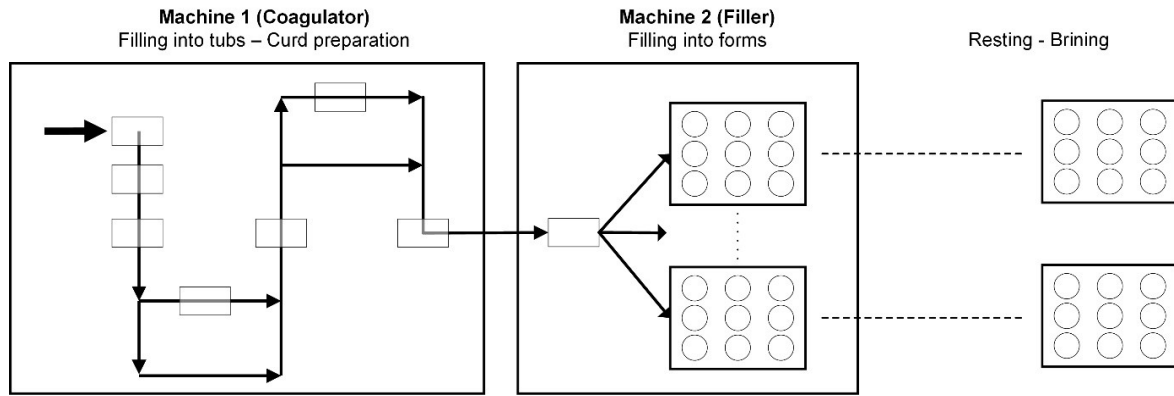 Machine 1 (Coagulator)
Filling into tubs – Curd preparation
Machine 2 (Filler)
Filling into forms
Resting - Brining